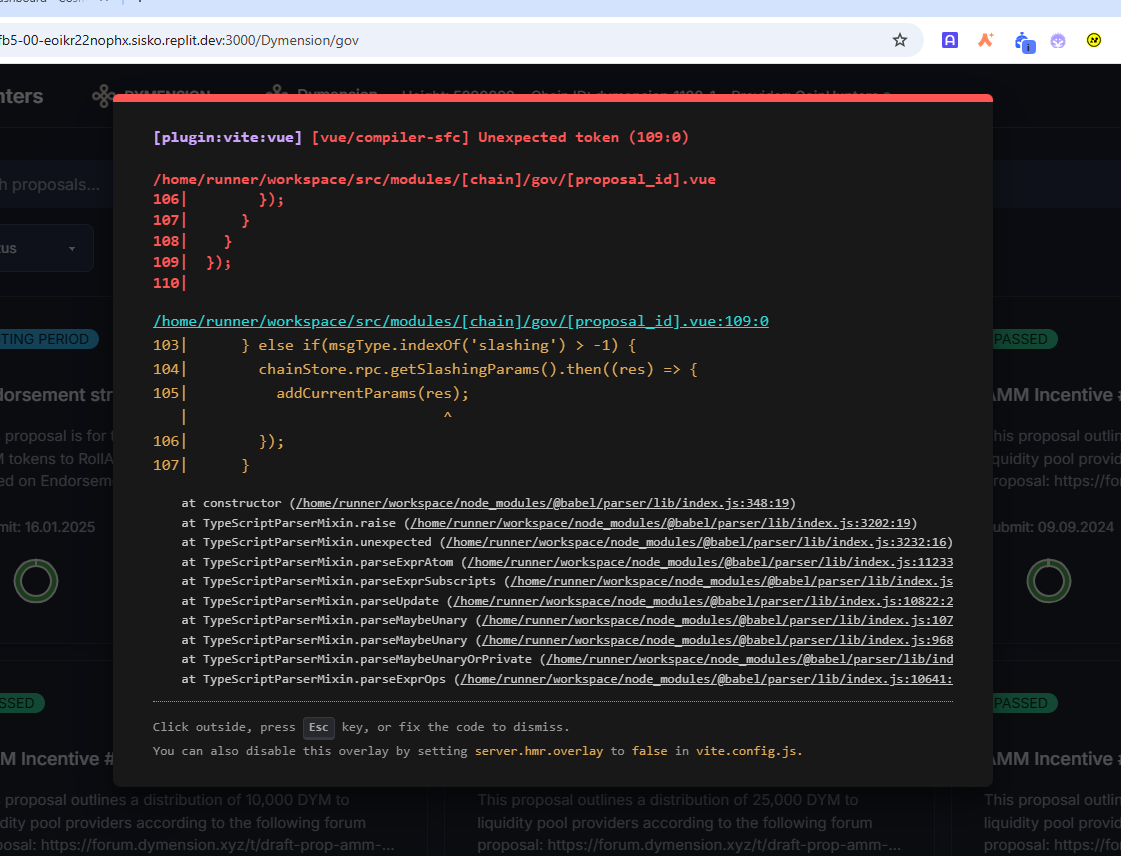 fb5-00-eoikr22nophx.sisko.replit.dev:3000/Dymension/gov
nters
DYMENSION
Dymension
[plugin:vite:vue] [vue/compiler-sfc] Unexpected token (109:0)
/home/runner/workspace/src/modules/[chain]/gov/[proposal_id].vue
106|        });
107|      }
108|    }
109|  });
110|
/home/runner/workspace/src/modules/[chain]/gov/[proposal_id].vue:109:0
103|      } else if(msgType.indexOf('slashing') > -1) {
104|        chainStore.rpc.getSlashingParams().then((res) => {
105|          addCurrentParams(res);
|                             ^
106|        });
107|      }
at constructor (/home/runner/workspace/node_modules/@babel/parser/lib/index.js:348:19)
at TypeScriptParserMixin.raise (/home/runner/workspace/node_modules/@babel/parser/lib/index.js:3202:19)
at TypeScriptParserMixin.unexpected (/home/runner/workspace/node_modules/@babel/parser/lib/index.js:3232:16)
at TypeScriptParserMixin.parseExprAtom (/home/runner/workspace/node_modules/@babel/parser/lib/index.js:11233
at TypeScriptParserMixin.parseExprSubscripts (/home/runner/workspace/node_modules/@babel/parser/lib/index.js
at TypeScriptParserMixin.parseUpdate (/home/runner/workspace/node_modules/@babel/parser/lib/index.js:10822:2
at TypeScriptParserMixin.parseMaybeUnary (/home/runner/workspace/node_modules/@babel/parser/lib/index.js:107
at TypeScriptParserMixin.parseMaybeUnary (/home/runner/workspace/node_modules/@babel/parser/lib/index.js:968
at TypeScriptParserMixin.parseMaybeUnaryOrPrivate (/home/runner/workspace/node_modules/@babel/parser/lib/ind
at TypeScriptParserMixin.parseExprOps (/home/runner/workspace/node_modules/@babel/parser/lib/index.js:10641:
Click outside, press Esc key, or fix the code to dismiss.
You can also disable this overlay by setting server.hmr.overlay to false in vite.config.js.
h proposals...
tus
TING PERIOD
dorsement str
proposal is for t
M tokens to RollA
ed on Endorsem
mit: 16.01.2025
PASSED
AMM Incentive #
his proposal outlin
quidity pool provid
roposal: https://fo
ubmit: 09.09.2024
SSED
M Incentive #
proposal outlines a distribution of 10,000 DYM to
dity pool providers according to the following forum
osal: https://forum.dymension.xyz/t/draft-prop-amm-...
This proposal outlines a distribution of 25,000 DYM to
liquidity pool providers according to the following forum
proposal: https://forum.dymension.xyz/t/draft-prop-amm-...
PASSED
AMM Incentive #
This proposal outlin
liquidity pool provid
proposal: https://fo